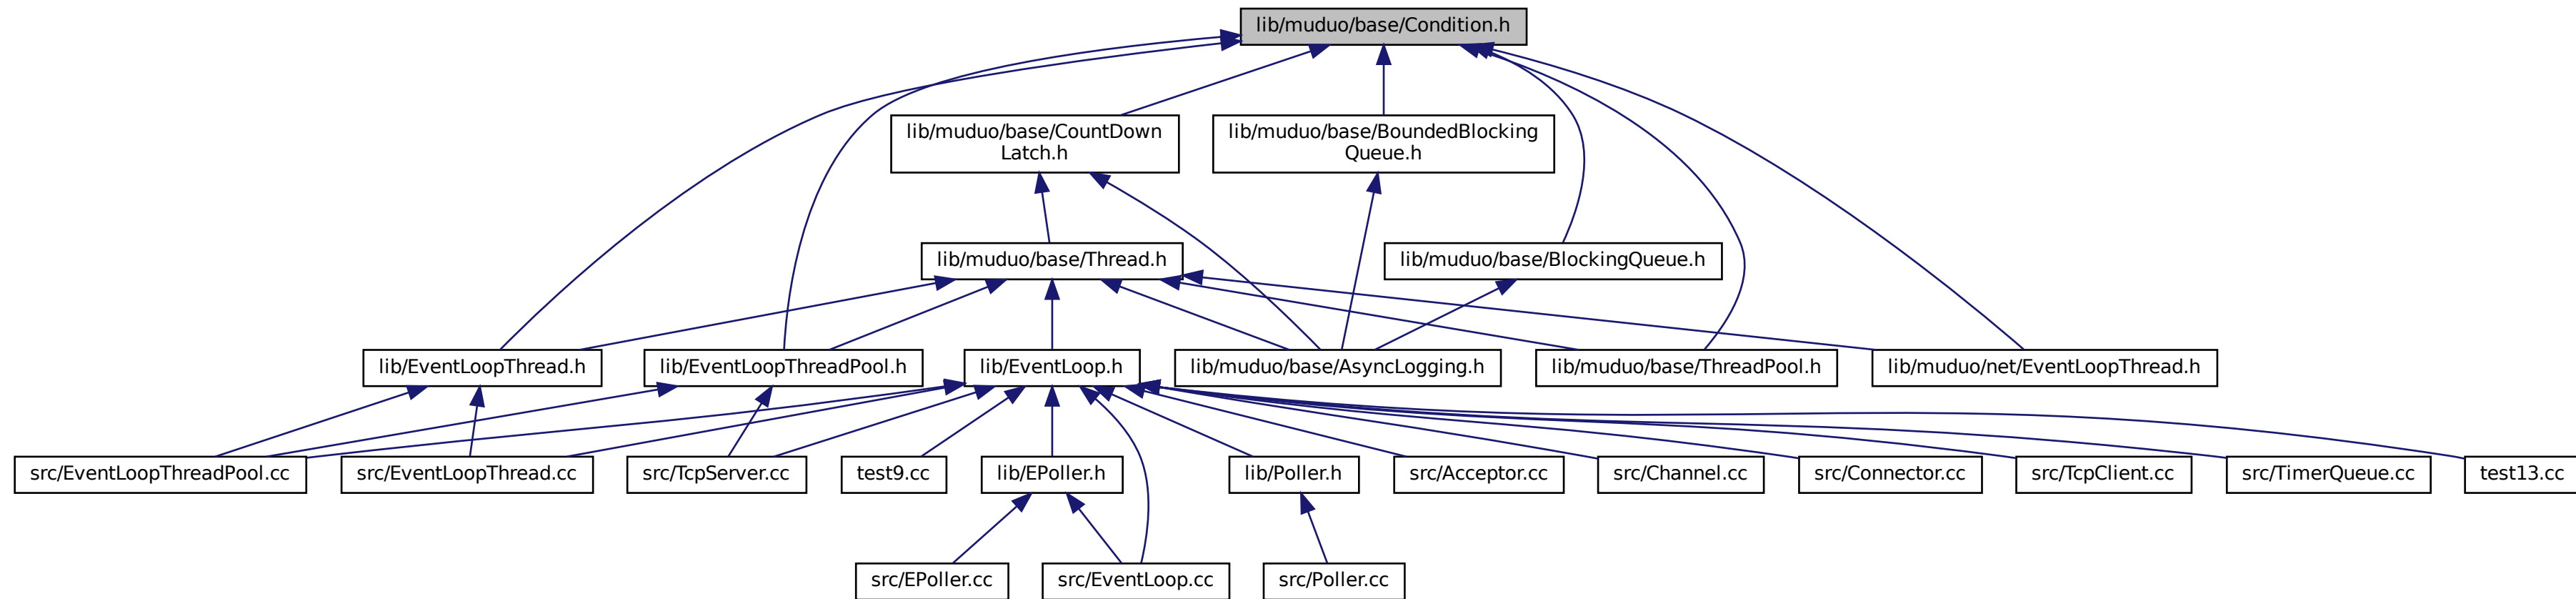 lib/muduo/base/Condition.h
lib/muduo/base/CountDown
Latch.h
lib/muduo/base/BoundedBlocking
Queue.h
lib/muduo/base/Thread.h
lib/muduo/base/BlockingQueue.h
lib/EventLoopThread.h
lib/EventLoopThreadPool.h
lib/EventLoop.h
lib/muduo/base/AsyncLogging.h
lib/muduo/base/ThreadPool.h
lib/muduo/net/EventLoopThread.h
src/EventLoopThreadPool.cc
src/EventLoopThread.cc
src/TcpServer.cc
test9.cc
lib/EPoller.h
lib/Poller.h
src/Acceptor.cc
src/Channel.cc
src/Connector.cc
src/TcpClient.cc
src/TimerQueue.cc
test13.cc
src/EPoller.cc
src/EventLoop.cc
src/Poller.cc